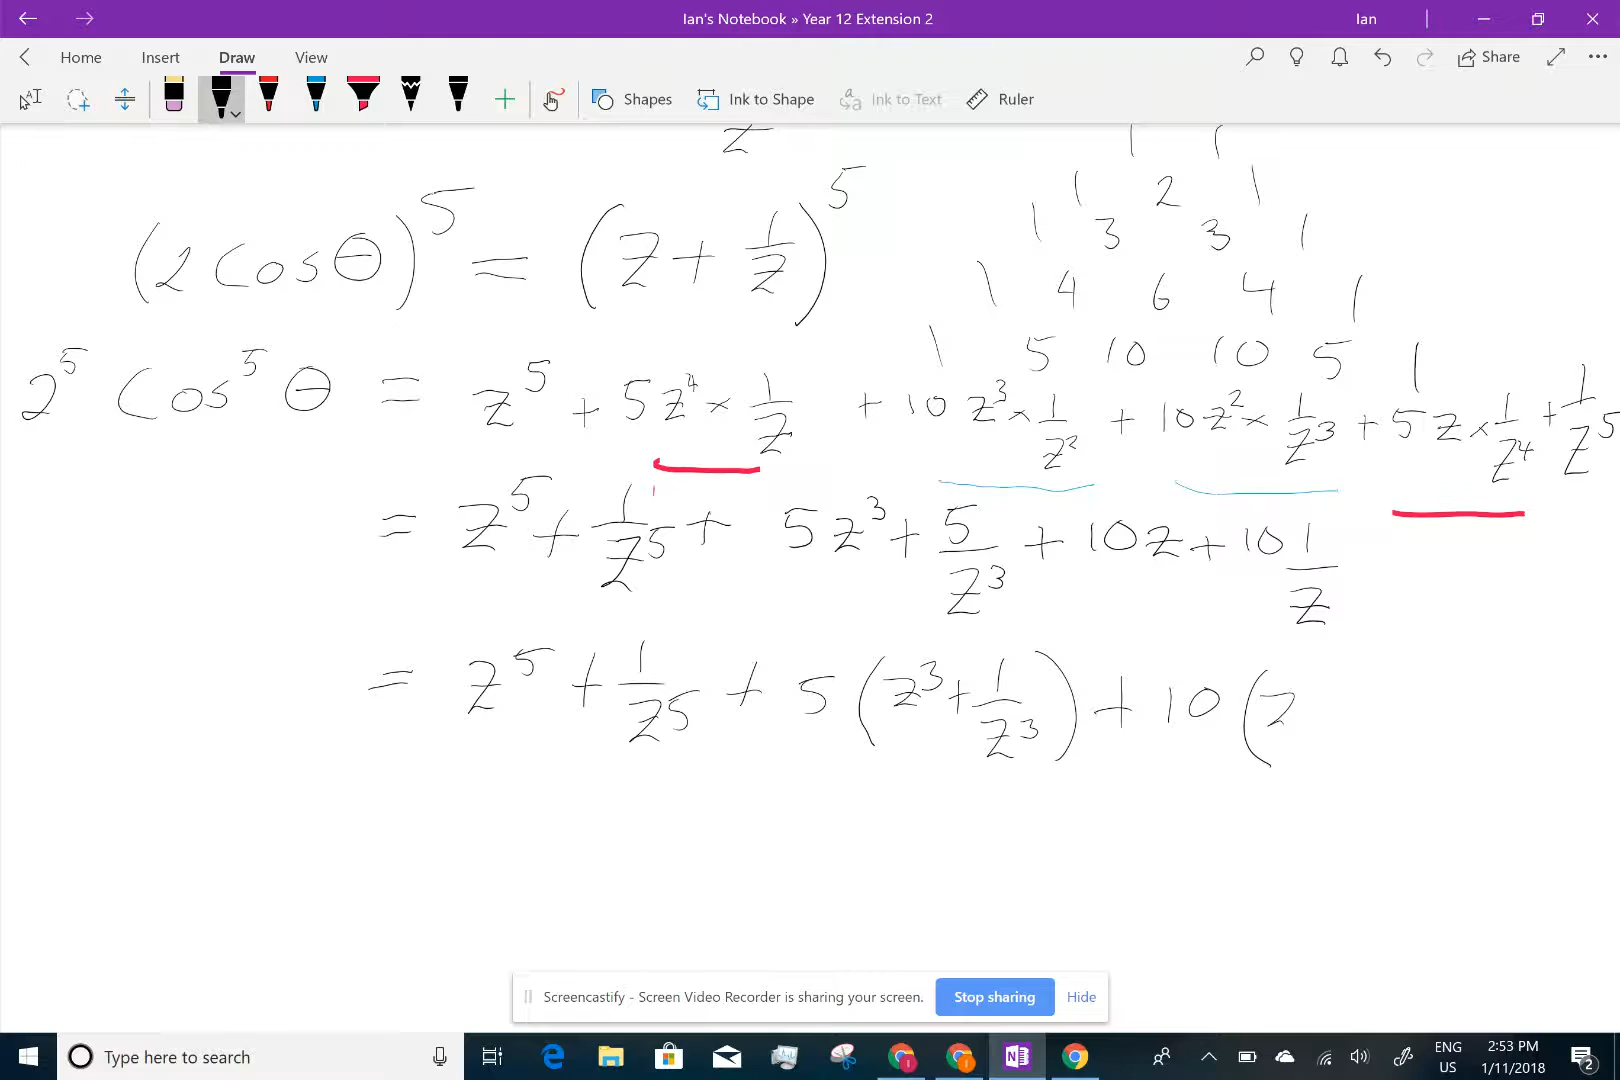 Ian's Notebook » Year 12 Extension 2
Ian
Home Insert Draw View
Share
Shapes Ink to Shape Ink to Text Ruler
z 1 1
1 2 1
1 3 3 1
(2 cos θ)^5 = (z + 1/z)^5
1 4 6 4 1
1 5 10 10 5 1
2^5 cos^5 θ = z^5 + 5z^4 × 1/z + 10 z^3 × 1/z^2 + 10z^2 × 1/z^3 + 5z × 1/z^4 + 1/z^5
= z^5 + 1/z^5 + 5z^3 + 5/z^3 + 10z + 10 1/z
= z^5 + 1/z^5 + 5(z^3 + 1/z^3) + 10(z
Screencastify - Screen Video Recorder is sharing your screen. Stop sharing Hide
Type here to search
ENG
US
2:53 PM
1/11/2018
2